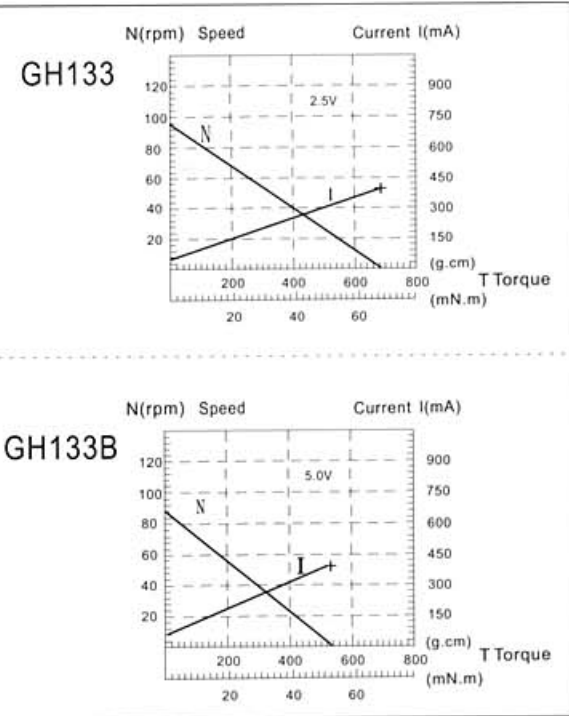 N(rpm) Speed Current I(mA)
GH133
120 900
2.5V
100 750
N
80 600
60 450
I
40 300
20 150
(g.cm)
200 400 600 800 T Torque
(mN.m)
20 40 60
N(rpm) Speed Current I(mA)
GH133B
120 900
5.0V
100 750
N
80 600
60 450
I
40 300
20 150
(g.cm)
200 400 600 800 T Torque
(mN.m)
20 40 60